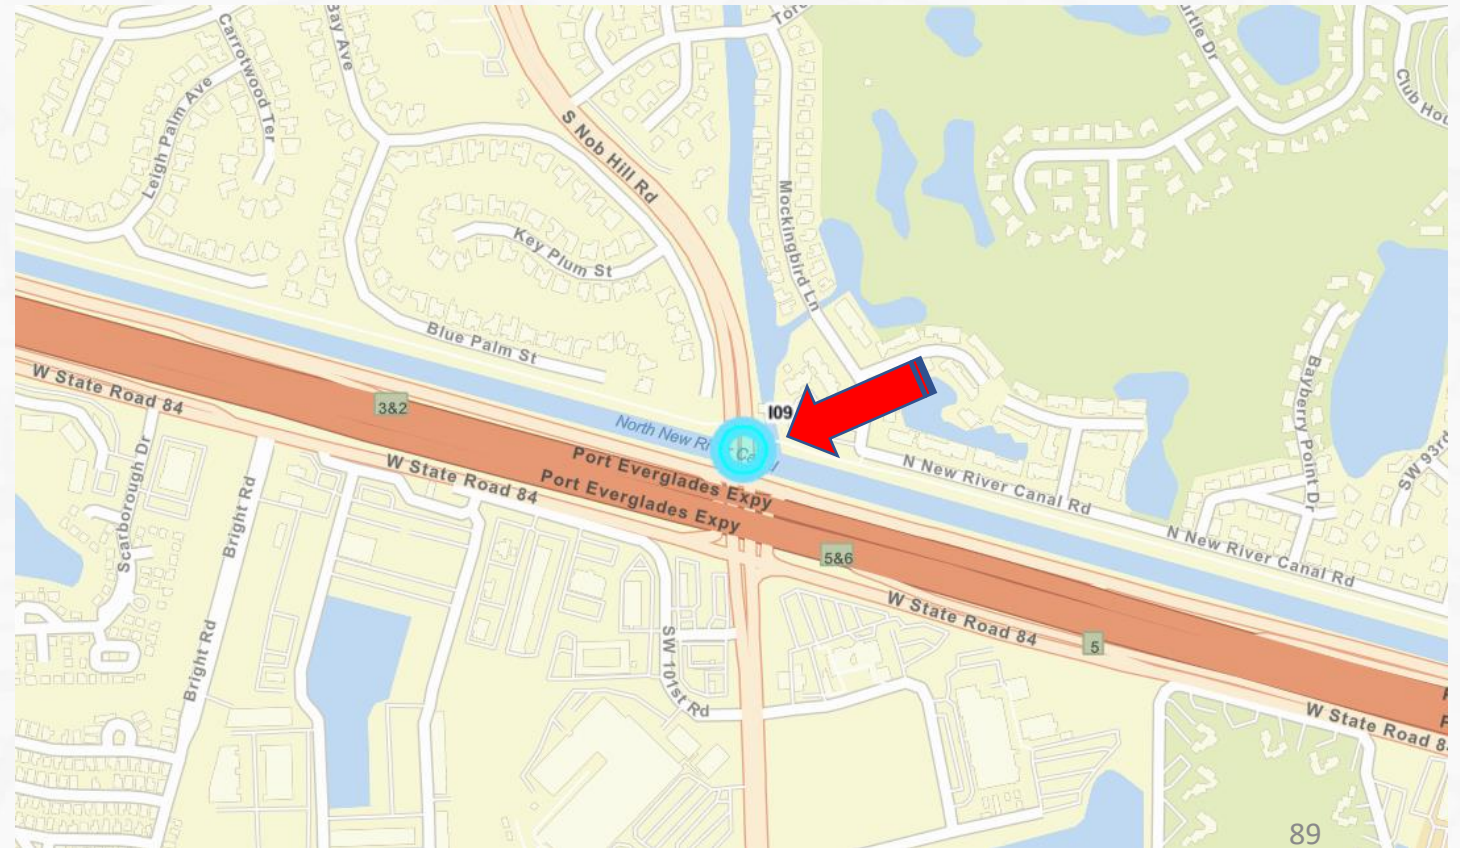 Bay Ave
Carrotwood Ter
Leigh Palm Ave
S Nob Hill Rd
Mockingbird Ln
Club
Key Plum St
Blue Palm St
W State Road 84
3&2
I09
North New
Port Everglades Expy
Port Everglades Expy
W State Road 84
N New River Canal Rd
Bayberry Point Dr
SW 93rd
Scarborough Dr
Bright Rd
5&6
N New River Canal Rd
W State Road 84
5
Bright Rd
SW 101st Rd
W State Road
89